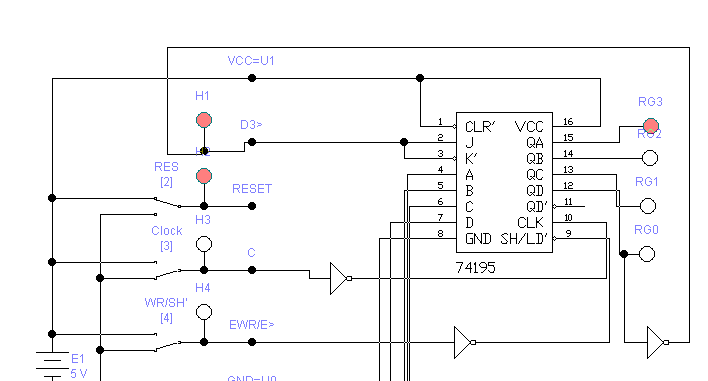 VCC=U1
H1
RG3
D3>
1 CLR' VCC 16
2 J QA 15
RG2
3 K' QB 14
H2
RES
[2]
4 A QC 13
RG1
RESET
5 B QD 12
6 C QD' 11
H3
7 D CLK 10
Clock
[3]
RG0
8 GND SH/LD' 9
C
74195
H4
WR/SH'
[4]
EWR/E>
E1
5 V
GND=U0